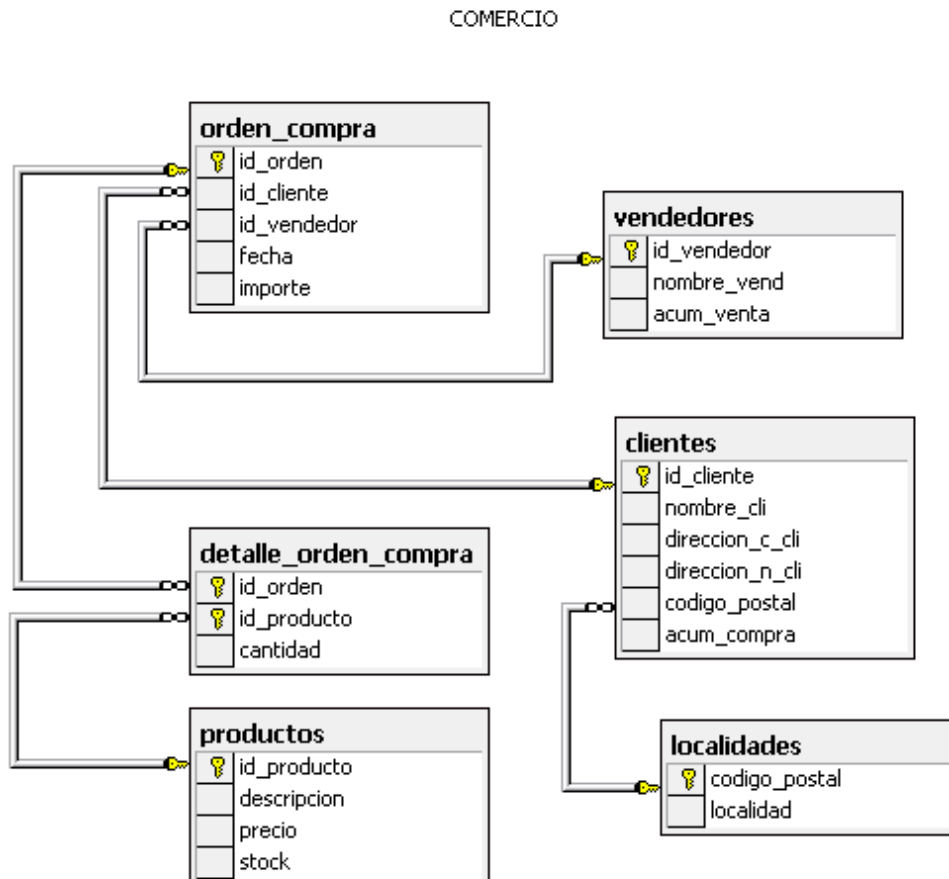 COMERCIO
orden_compra
id_orden
id_cliente
id_vendedor
fecha
importe
vendedores
id_vendedor
nombre_vend
acum_venta
clientes
id_cliente
nombre_cli
direccion_c_cli
direccion_n_cli
codigo_postal
acum_compra
detalle_orden_compra
id_orden
id_producto
cantidad
productos
id_producto
descripcion
precio
stock
localidades
codigo_postal
localidad